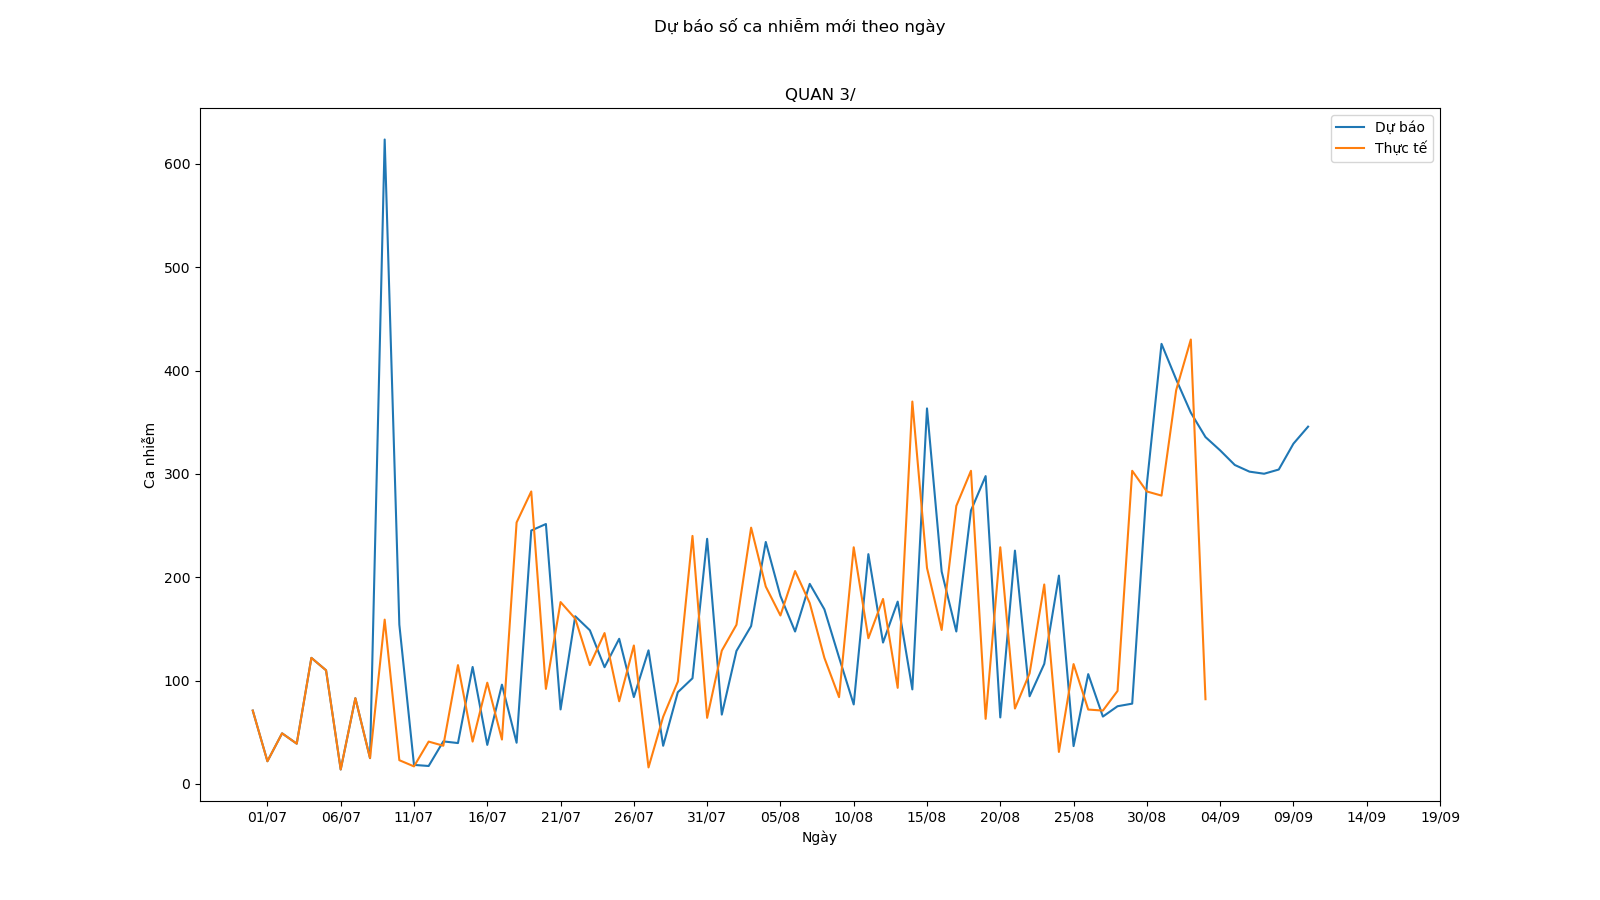 Dự báo số ca nhiễm mới theo ngày
QUAN 3/
Dự báo
Thực tế
600
500
400
300
200
100
0
Ca nhiễm
01/07 06/07 11/07 16/07 21/07 26/07 31/07 05/08 10/08 15/08 20/08 25/08 30/08 04/09 09/09 14/09 19/09
Ngày